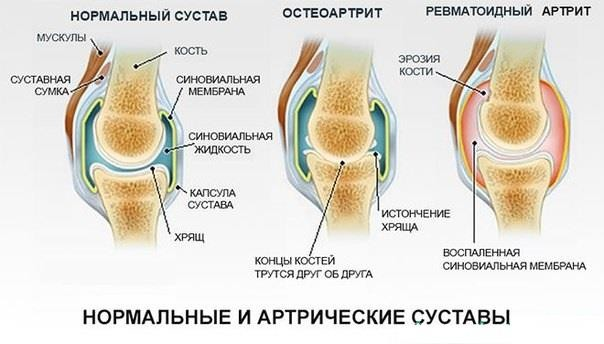 НОРМАЛЬНЫЙ СУСТАВ
МУСКУЛЫ
КОСТЬ
СУСТАВНАЯ
СУМКА
СИНОВИАЛЬНАЯ
МЕМБРАНА
СИНОВИАЛЬНАЯ
ЖИДКОСТЬ
КАПСУЛА
СУСТАВА
ХРЯЩ
ОСТЕОАРТРИТ
ИСТОНЧЕНИЕ
ХРЯЩА
КОНЦЫ КОСТЕЙ
ТРУТСЯ ДРУГ ОБ ДРУГА
РЕВМАТОИДНЫЙ АРТРИТ
ЭРОЗИЯ
КОСТИ
ВОСПАЛЕННАЯ
СИНОВИАЛЬНАЯ МЕМБРАНА
НОРМАЛЬНЫЕ И АРТРИЧЕСКИЕ СУСТАВЫ